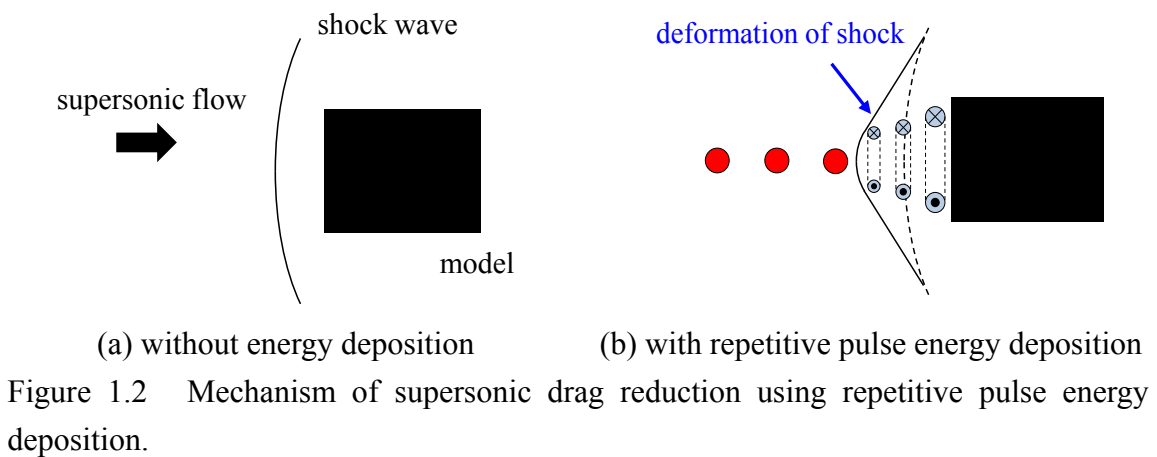 shock wave
supersonic flow
model
deformation of shock
(a) without energy deposition
(b) with repetitive pulse energy deposition
Figure 1.2 Mechanism of supersonic drag reduction using repetitive pulse energy
deposition.